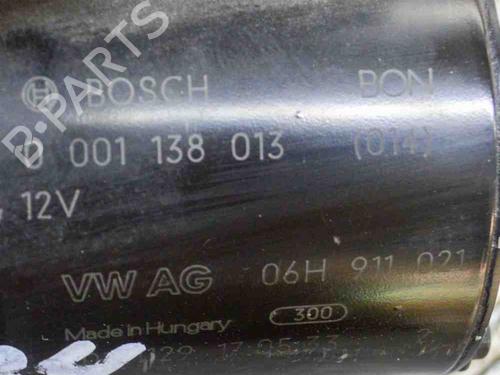 BOSCH BON
0 001 138 013 (014)
12V
VW AG 06H 911 021
300
Made in Hungary
B-PARTS